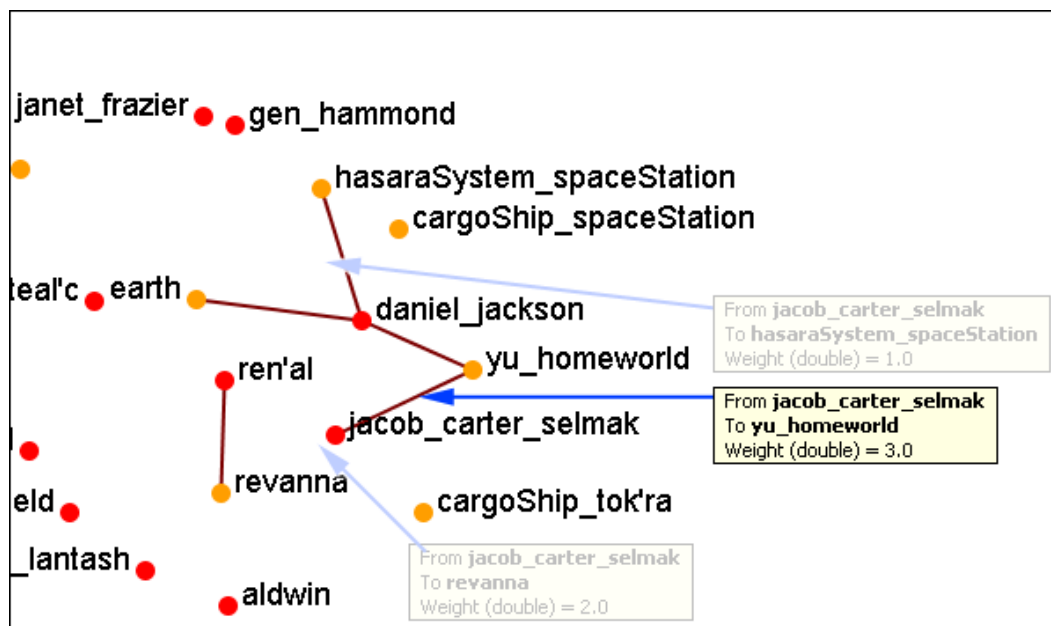 janet_frazier
gen_hammond
hasaraSystem_spaceStation
cargoShip_spaceStation
teal'c
earth
daniel_jackson
From jacob_carter_selmak
To hasaraSystem_spaceStation
Weight (double) = 1.0
yu_homeworld
ren'al
From jacob_carter_selmak
To yu_homeworld
Weight (double) = 3.0
jacob_carter_selmak
revanna
eld
cargoShip_tok'ra
_lantash
From jacob_carter_selmak
To revanna
Weight (double) = 2.0
aldwin